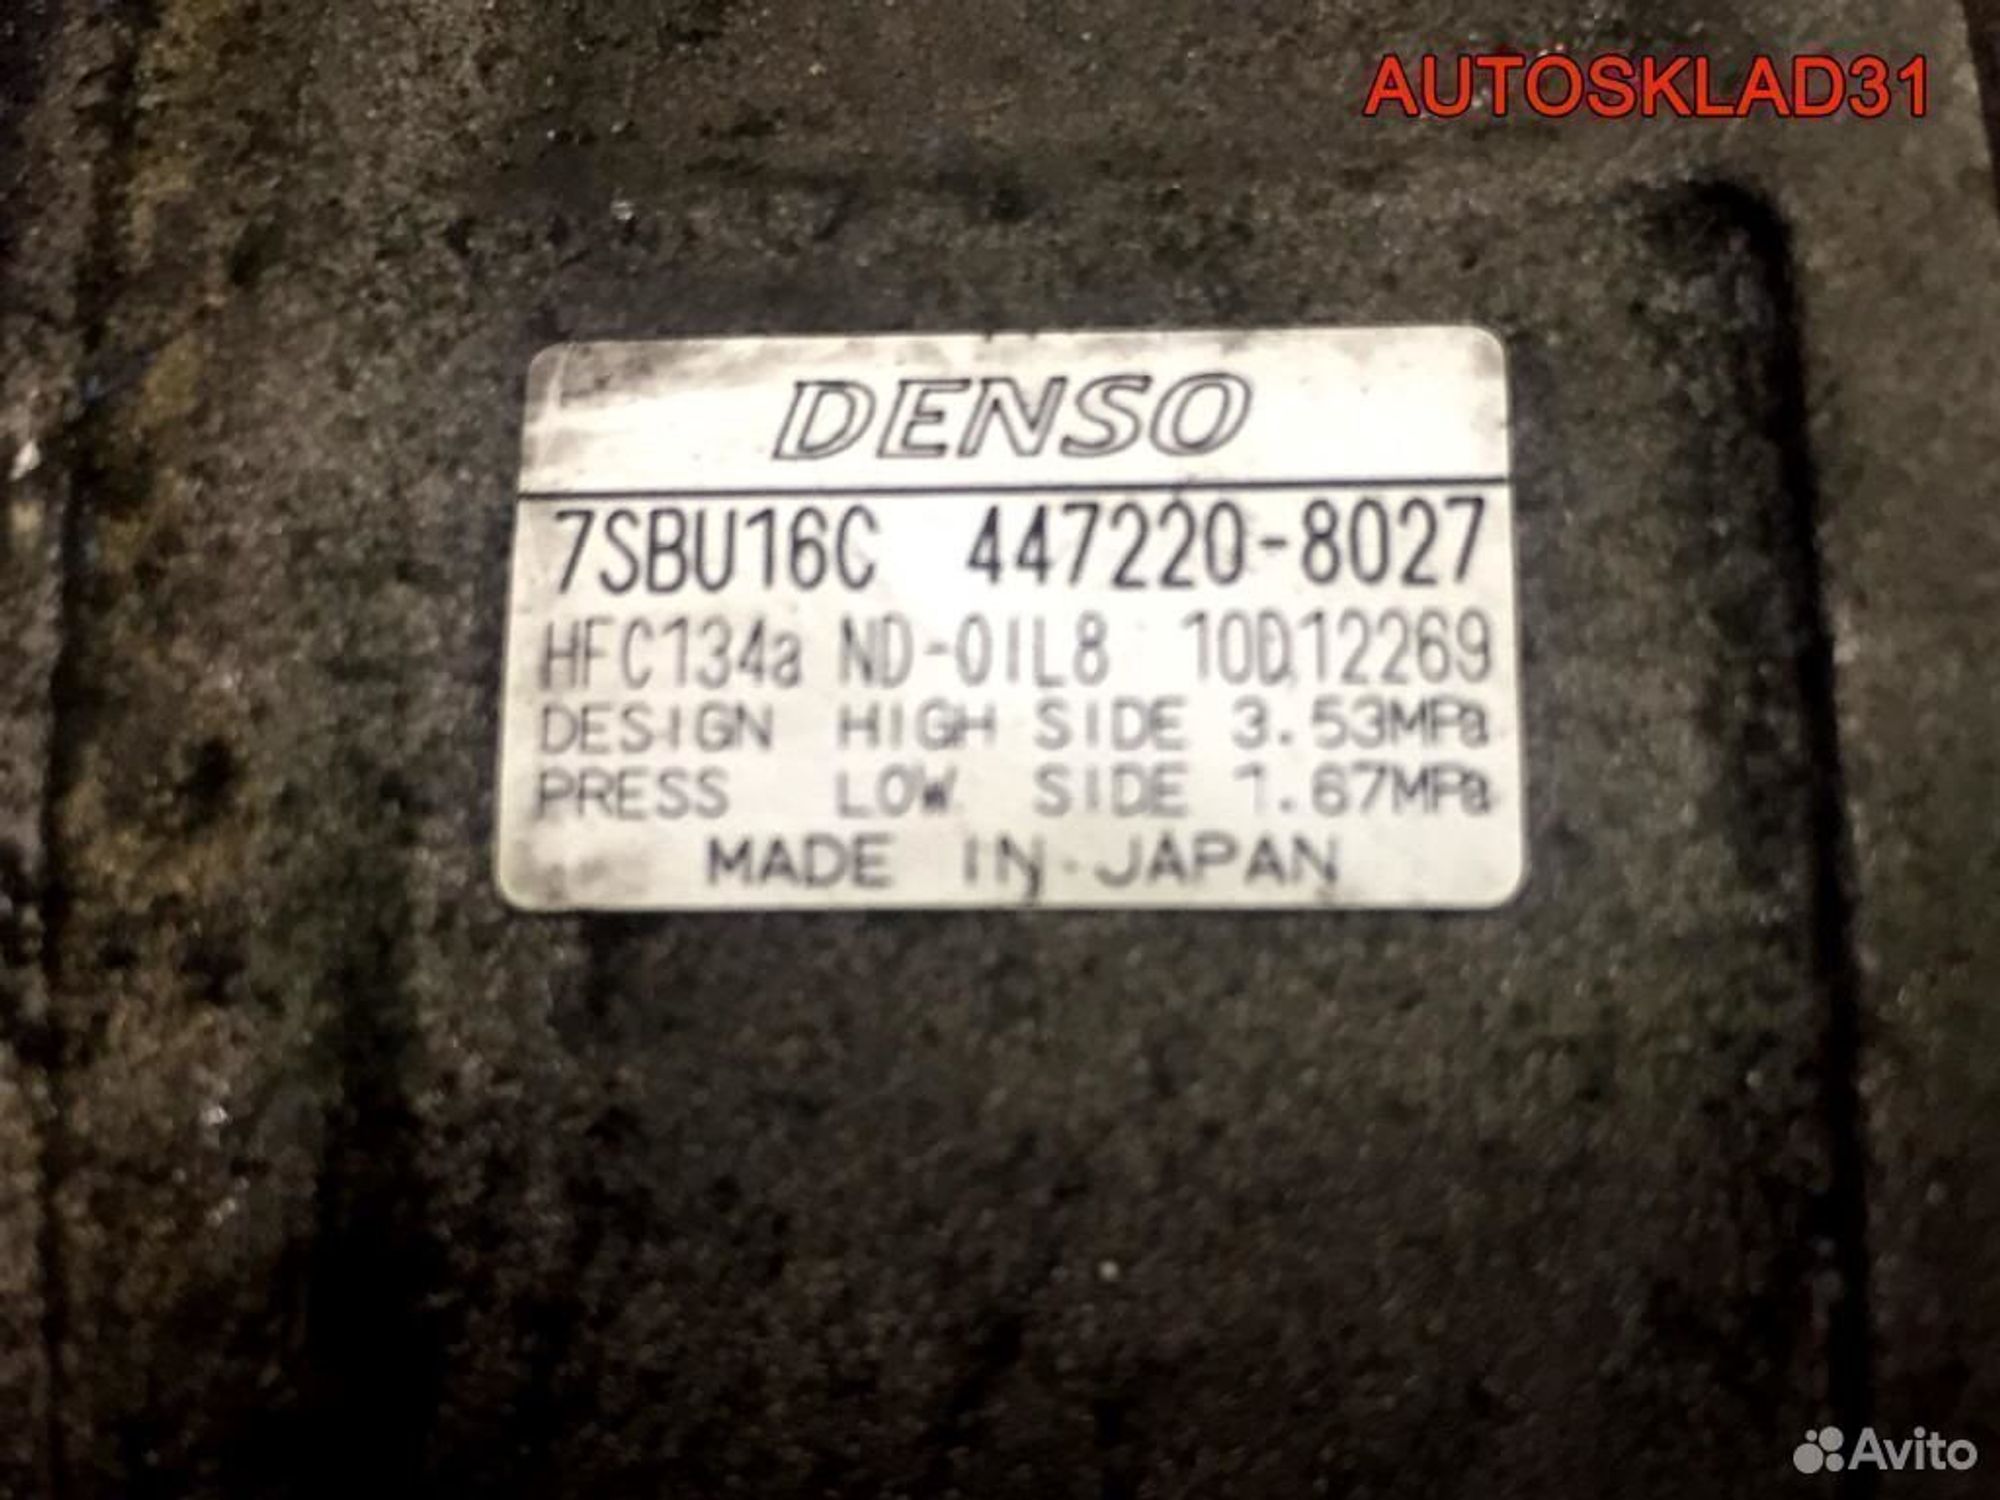 AUTOSKLAD31
DENSO
7SBU16C 447220-8027
HFC134a ND-OIL8 10D12269
DESIGN HIGH SIDE 3.53MPa
PRESS LOW SIDE 1.67MPa
MADE IN JAPAN
Avito